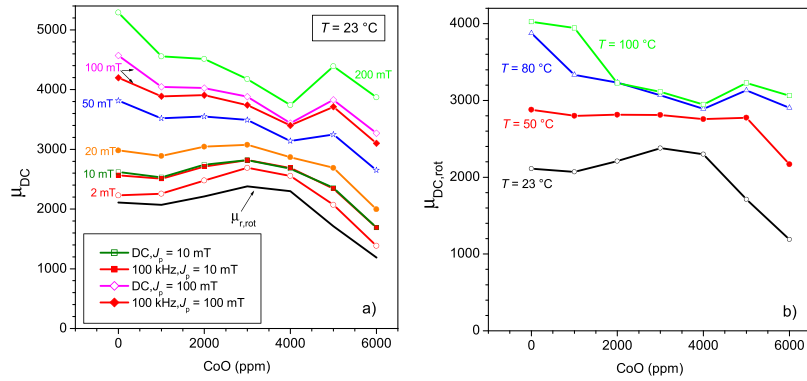 T = 23 °C
5000
4000
3000
2000
1000
0
μDC
200 mT
100 mT
50 mT
20 mT
10 mT
2 mT
μr,rot
DC,Jp = 10 mT
100 kHz,Jp = 10 mT
DC,Jp = 100 mT
100 kHz,Jp = 100 mT
a)
0 2000 4000 6000
CoO (ppm)
4000
3000
2000
1000
0
μDC,rot
T = 100 °C
T = 80 °C
T = 50 °C
T = 23 °C
b)
0 1000 2000 3000 4000 5000 6000
CoO (ppm)